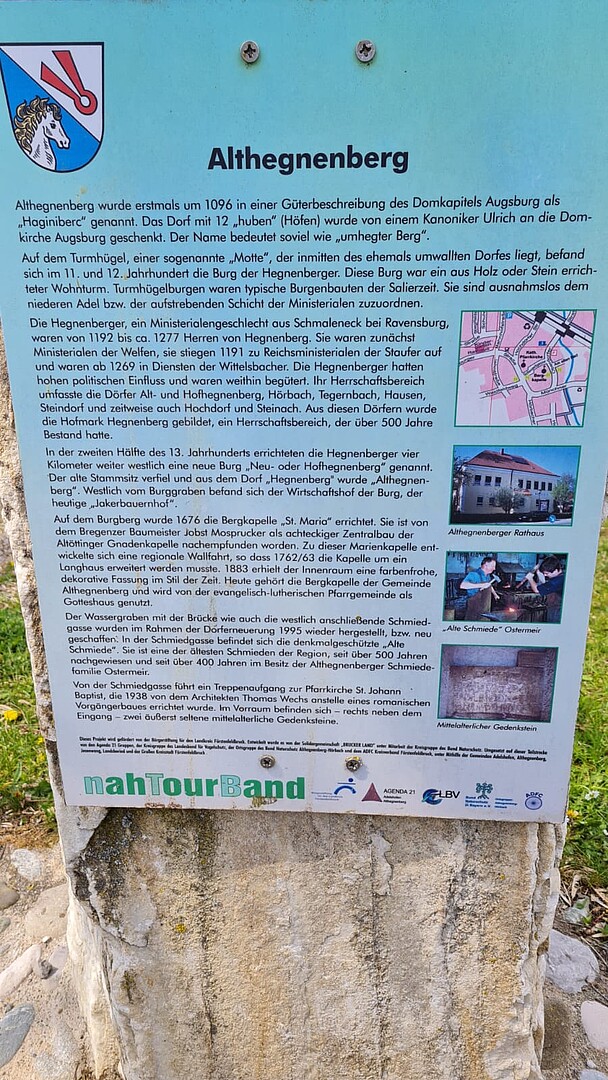 Althegnenberg
Althegnenberg wurde erstmals um 1096 in einer Güterbeschreibung des Domkapitels Augsburg als
„Haginiberc“ genannt. Das Dorf mit 12 „huben“ (Höfen) wurde von einem Kanoniker Ulrich an die Dom-
kirche Augsburg geschenkt. Der Name bedeutet soviel wie „umhegter Berg“.
Auf dem Turmhügel, einer sogenannte „Motte“, der inmitten des ehemals umwallten Dorfes liegt, befand
sich im 11. und 12. Jahrhundert die Burg der Hegnenberger. Diese Burg war ein aus Holz oder Stein errich-
teter Wohnturm. Turmhügelburgen waren typische Burgenbauten der Salierzeit. Sie sind ausnahmslos dem
niederen Adel bzw. der aufstrebenden Schicht der Ministerialen zuzuordnen.
Die Hegnenberger, ein Ministerialengeschlecht aus Schmaleneck bei Ravensburg,
waren von 1192 bis ca. 1277 Herren von Hegnenberg. Sie waren zunächst
Ministerialen der Welfen, sie stiegen 1191 zu Reichsministerialen der Staufer auf
und waren ab 1269 in Diensten der Wittelsbacher. Die Hegnenberger hatten
hohen politischen Einfluss und waren weithin begütert. Ihr Herrschaftsbereich
umfasste die Dörfer Alt- und Hofhegnenberg, Hörbach, Tegernbach, Hausen,
Steindorf und zeitweise auch Hochdorf und Steinach. Aus diesen Dörfern wurde
die Hofmark Hegnenberg gebildet, ein Herrschaftsbereich, der über 500 Jahre
Bestand hatte.
In der zweiten Hälfte des 13. Jahrhunderts errichteten die Hegnenberger vier
Kilometer weiter westlich eine neue Burg „Neu- oder Hofhegnenberg“ genannt.
Der alte Stammsitz verfiel und aus dem Dorf „Hegnenberg“ wurde „Althegnen-
berg“. Westlich vom Burggraben befand sich der Wirtschaftshof der Burg, der
heutige „Jakerbauernhof“.
Auf dem Burgberg wurde 1676 die Bergkapelle „St. Maria“ errichtet. Sie ist von
dem Bregenzer Baumeister Jobst Mosprucker als achteckiger Zentralbau der
Altöttinger Gnadenkapelle nachempfunden worden. Zu dieser Marienkapelle ent-
wickelte sich eine regionale Wallfahrt, so dass 1762/63 die Kapelle um ein
Langhaus erweitert werden musste. 1883 erhielt der Innenraum eine farbenfrohe,
dekorative Fassung im Stil der Zeit. Heute gehört die Bergkapelle der Gemeinde
Althegnenberg und wird von der evangelisch-lutherischen Pfarrgemeinde als
Gotteshaus genutzt.
Der Wassergraben mit der Brücke wie auch die westlich anschließende Schmied-
gasse wurden im Rahmen der Dorferneuerung 1995 wieder hergestellt, bzw. neu
geschaffen. In der Schmiedgasse befindet sich die denkmalgeschützte „Alte
Schmiede“. Sie ist eine der ältesten Schmieden der Region, seit über 500 Jahren
nachgewiesen und seit über 400 Jahren im Besitz der Althegnenberger Schmiede-
familie Ostermeir.
Von der Schmiedgasse führt ein Treppenaufgang zur Pfarrkirche St. Johann
Baptist, die 1938 von dem Architekten Thomas Wechs anstelle eines romanischen
Vorgängerbaues errichtet wurde. Im Vorraum befinden sich – rechts neben dem
Eingang – zwei äußerst seltene mittelalterliche Gedenksteine.
Althegnenberger Rathaus
„Alte Schmiede“ Ostermeir
Mittelalterlicher Gedenkstein
nahTourBand
AGENDA 21
LBV